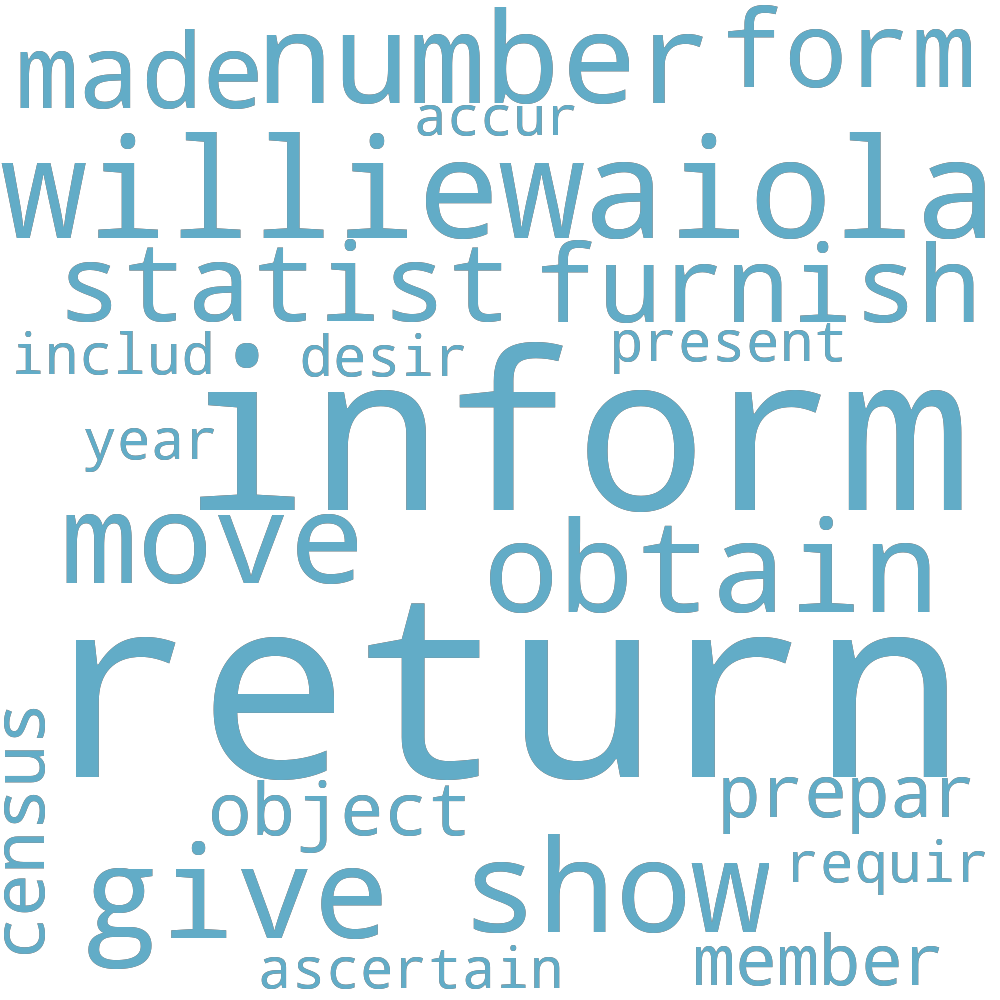 made number form
accur
williewaiola
statist furnish
includ desir present
inform
year
move obtain
return
census
object prepar
give show requir
ascertain member